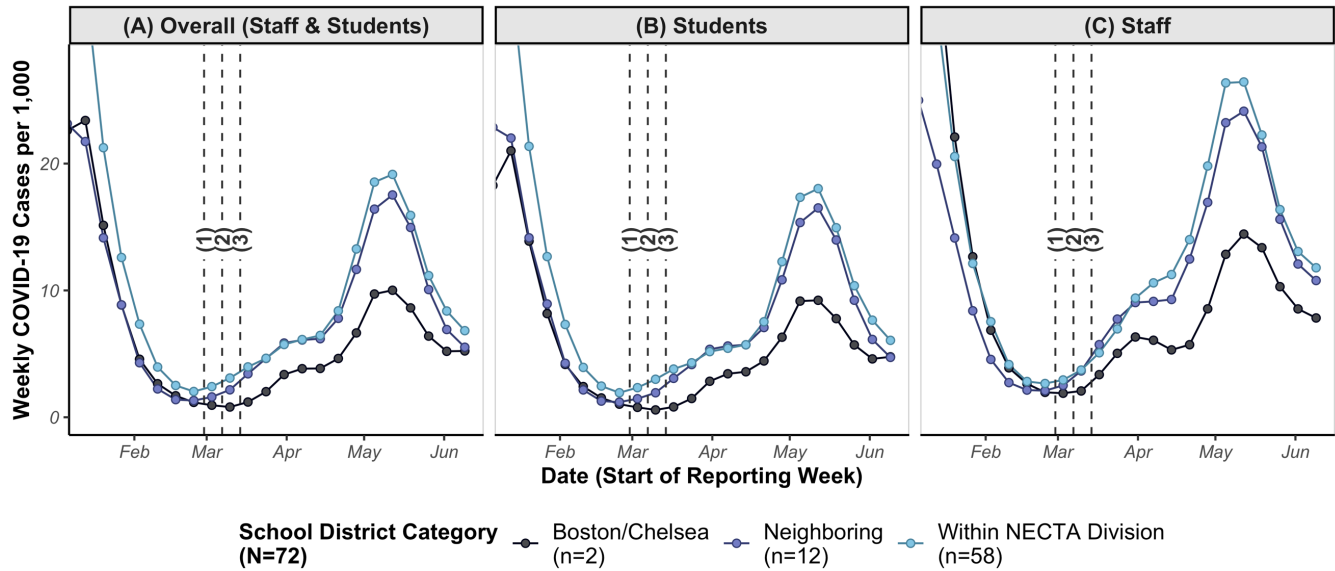 (A) Overall (Staff & Students)
(B) Students
(C) Staff
Weekly COVID-19 Cases per 1,000
20
10
0
(1)
(2)
(3)
(1)
(2)
(3)
(1)
(2)
(3)
Feb
Mar
Apr
May
Jun
Feb
Mar
Apr
May
Jun
Feb
Mar
Apr
May
Jun
Date (Start of Reporting Week)
School District Category
(N=72)
Boston/Chelsea
(n=2)
Neighboring
(n=12)
Within NECTA Division
(n=58)